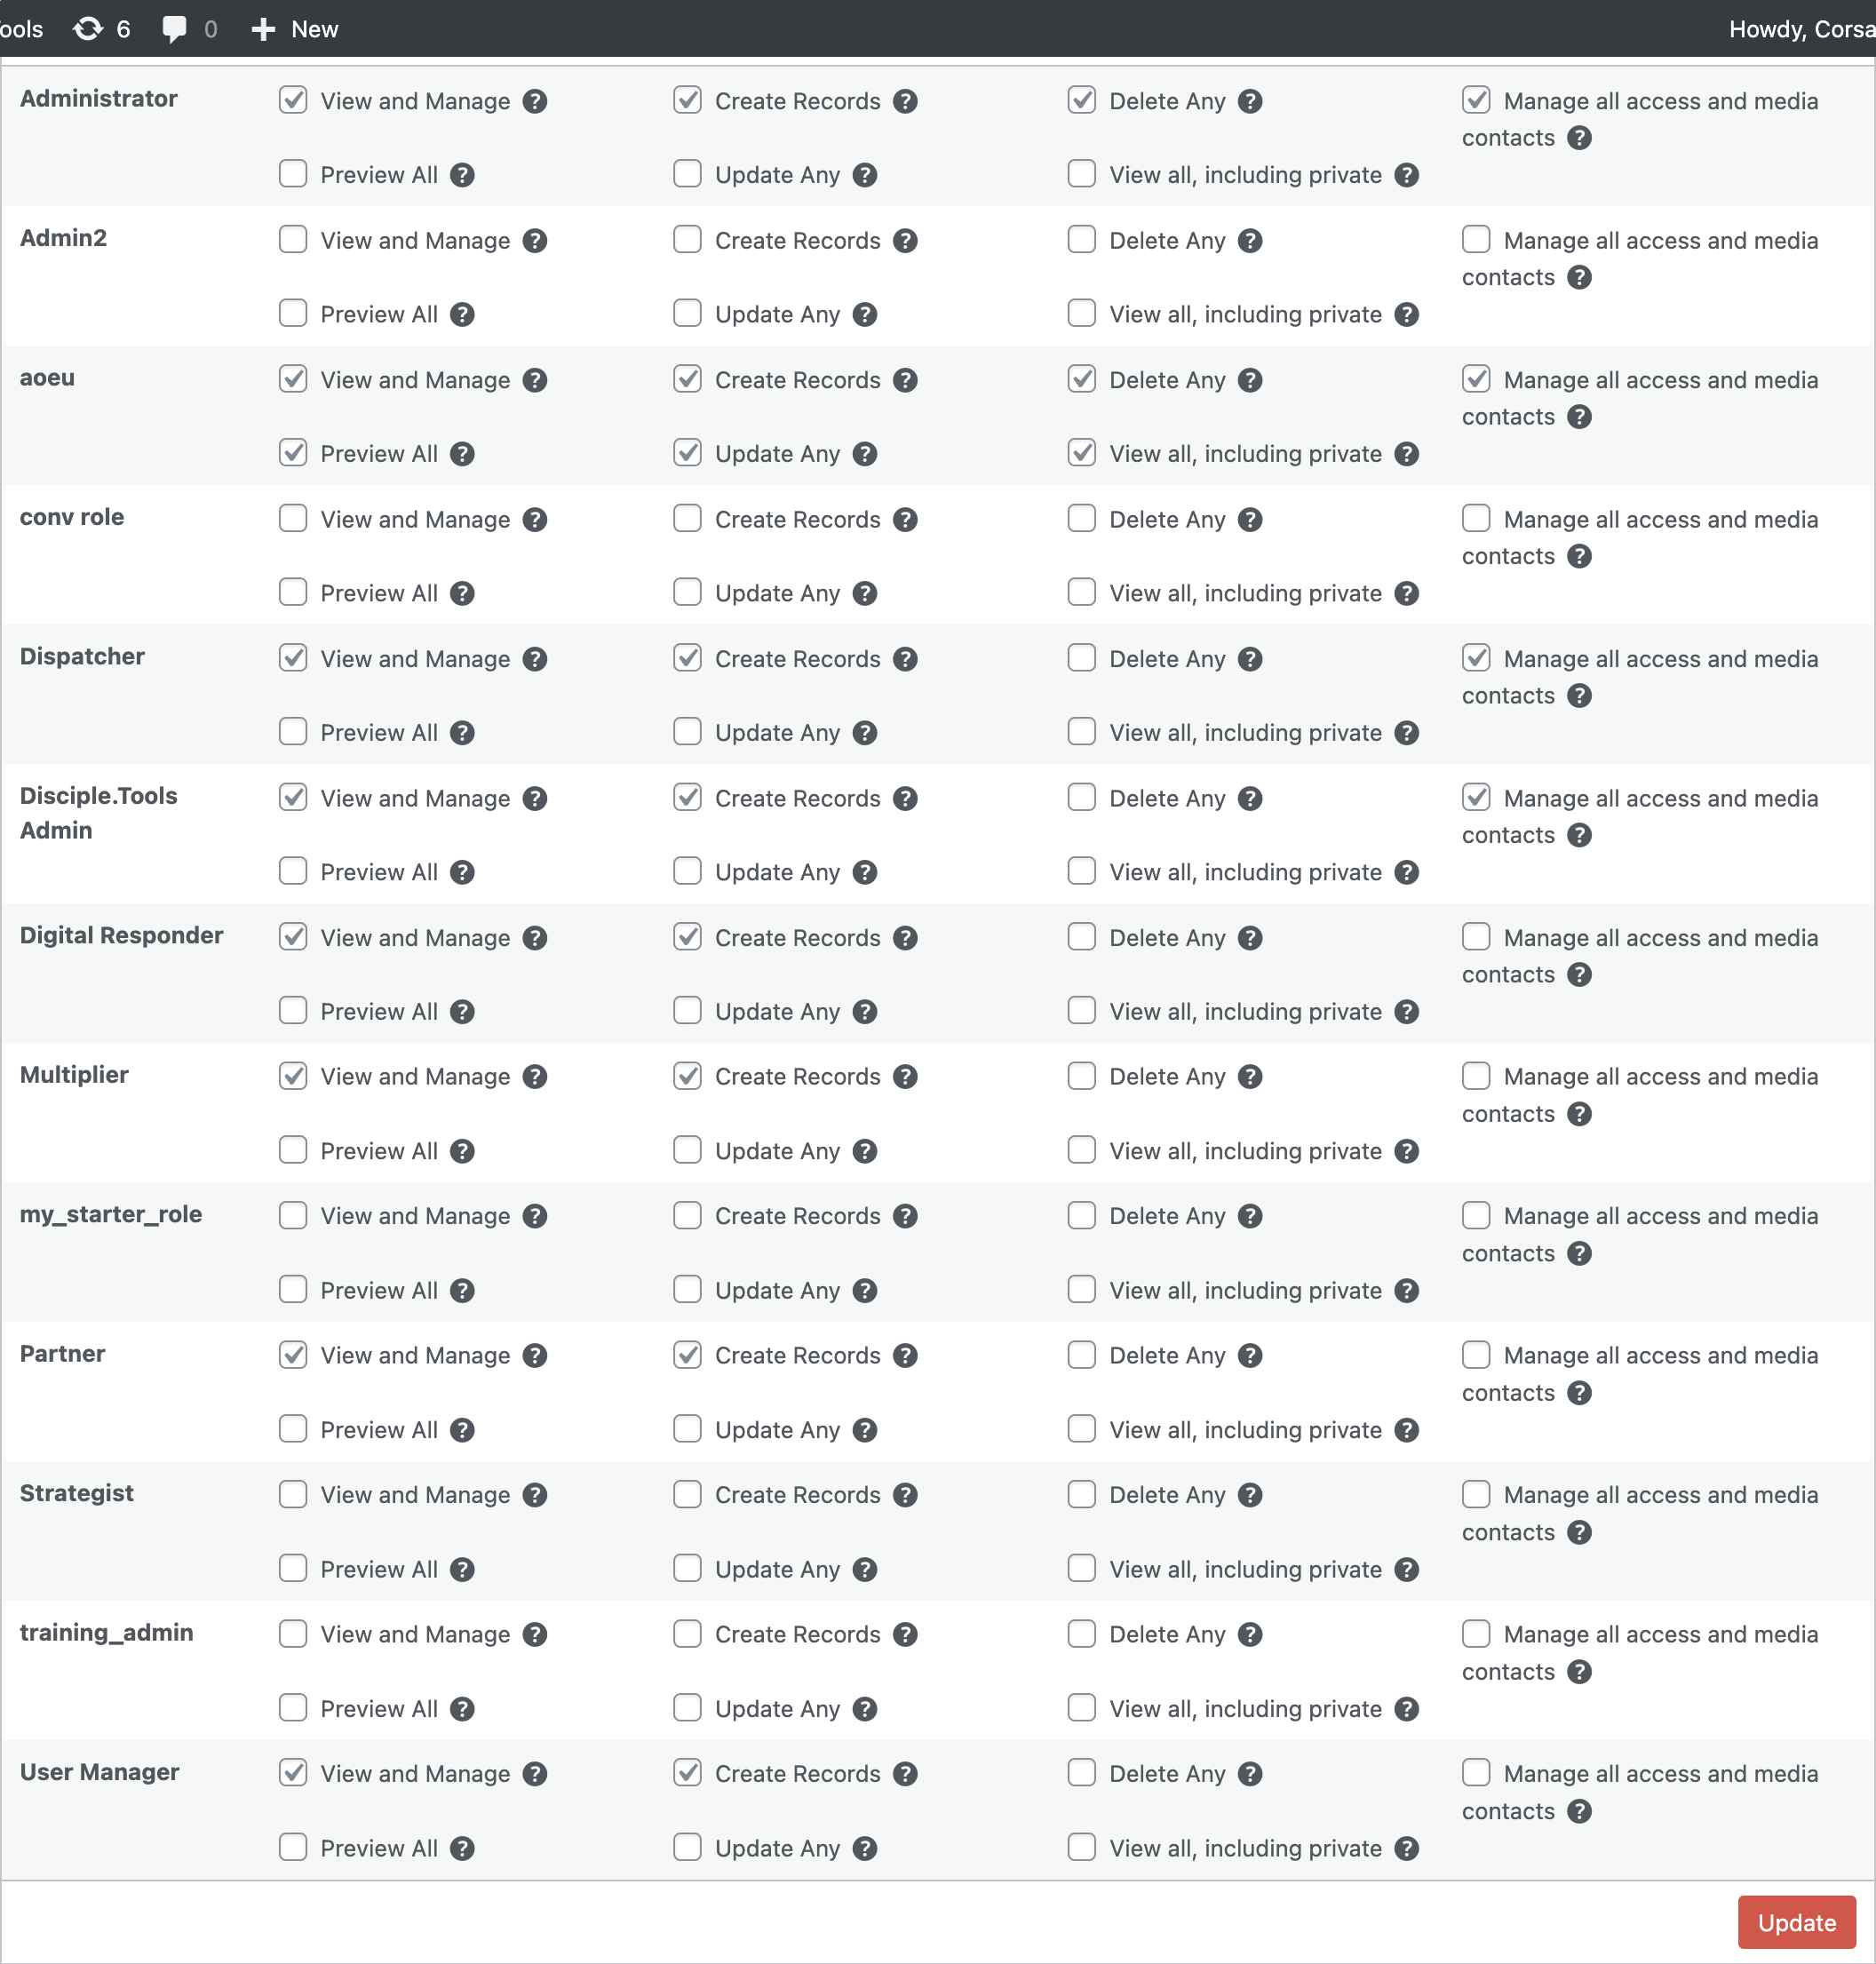 ools 6 0 New Howdy, Corsa
Administrator View and Manage ? Create Records ? Delete Any ? Manage all access and media
contacts ?
Preview All ? Update Any ? View all, including private ?
Admin2 View and Manage ? Create Records ? Delete Any ? Manage all access and media
contacts ?
Preview All ? Update Any ? View all, including private ?
aoeu View and Manage ? Create Records ? Delete Any ? Manage all access and media
contacts ?
Preview All ? Update Any ? View all, including private ?
conv role View and Manage ? Create Records ? Delete Any ? Manage all access and media
contacts ?
Preview All ? Update Any ? View all, including private ?
Dispatcher View and Manage ? Create Records ? Delete Any ? Manage all access and media
contacts ?
Preview All ? Update Any ? View all, including private ?
Disciple.Tools View and Manage ? Create Records ? Delete Any ? Manage all access and media
Admin contacts ?
Preview All ? Update Any ? View all, including private ?
Digital Responder View and Manage ? Create Records ? Delete Any ? Manage all access and media
contacts ?
Preview All ? Update Any ? View all, including private ?
Multiplier View and Manage ? Create Records ? Delete Any ? Manage all access and media
contacts ?
Preview All ? Update Any ? View all, including private ?
my_starter_role View and Manage ? Create Records ? Delete Any ? Manage all access and media
contacts ?
Preview All ? Update Any ? View all, including private ?
Partner View and Manage ? Create Records ? Delete Any ? Manage all access and media
contacts ?
Preview All ? Update Any ? View all, including private ?
Strategist View and Manage ? Create Records ? Delete Any ? Manage all access and media
contacts ?
Preview All ? Update Any ? View all, including private ?
training_admin View and Manage ? Create Records ? Delete Any ? Manage all access and media
contacts ?
Preview All ? Update Any ? View all, including private ?
User Manager View and Manage ? Create Records ? Delete Any ? Manage all access and media
contacts ?
Preview All ? Update Any ? View all, including private ?
Update